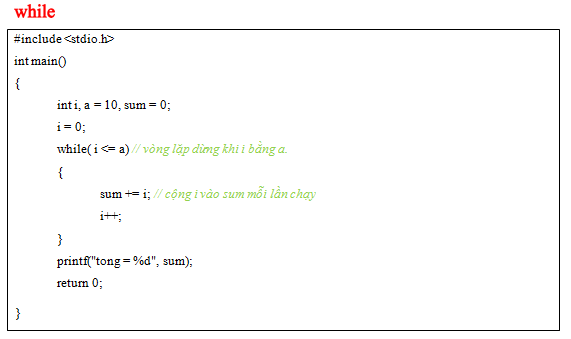 while
#include <stdio.h>
int main()
{
int i, a = 10, sum = 0;
i = 0;
while( i <= a) // vòng lặp dừng khi i bằng a.
{
sum += i; // cộng i vào sum mỗi lần chạy
i++;
}
printf("tong = %d", sum);
return 0;
}